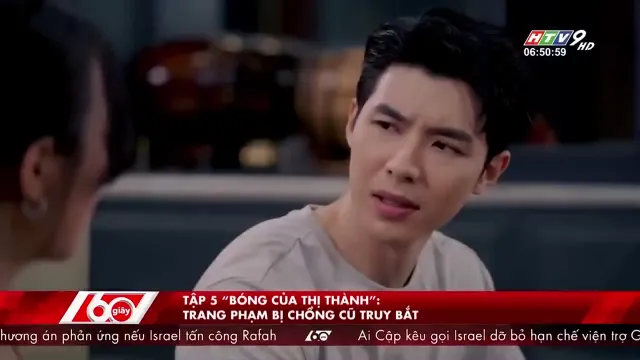 HTV9 HD
06:50:59
60 giây
TẬP 5 “BÓNG CỦA THỊ THÀNH”:
TRANG PHẠM BỊ CHỒNG CŨ TRUY BẮT
hương án phản ứng nếu Israel tấn công Rafah 60 Ai Cập kêu gọi Israel dỡ bỏ hạn chế viện trợ G